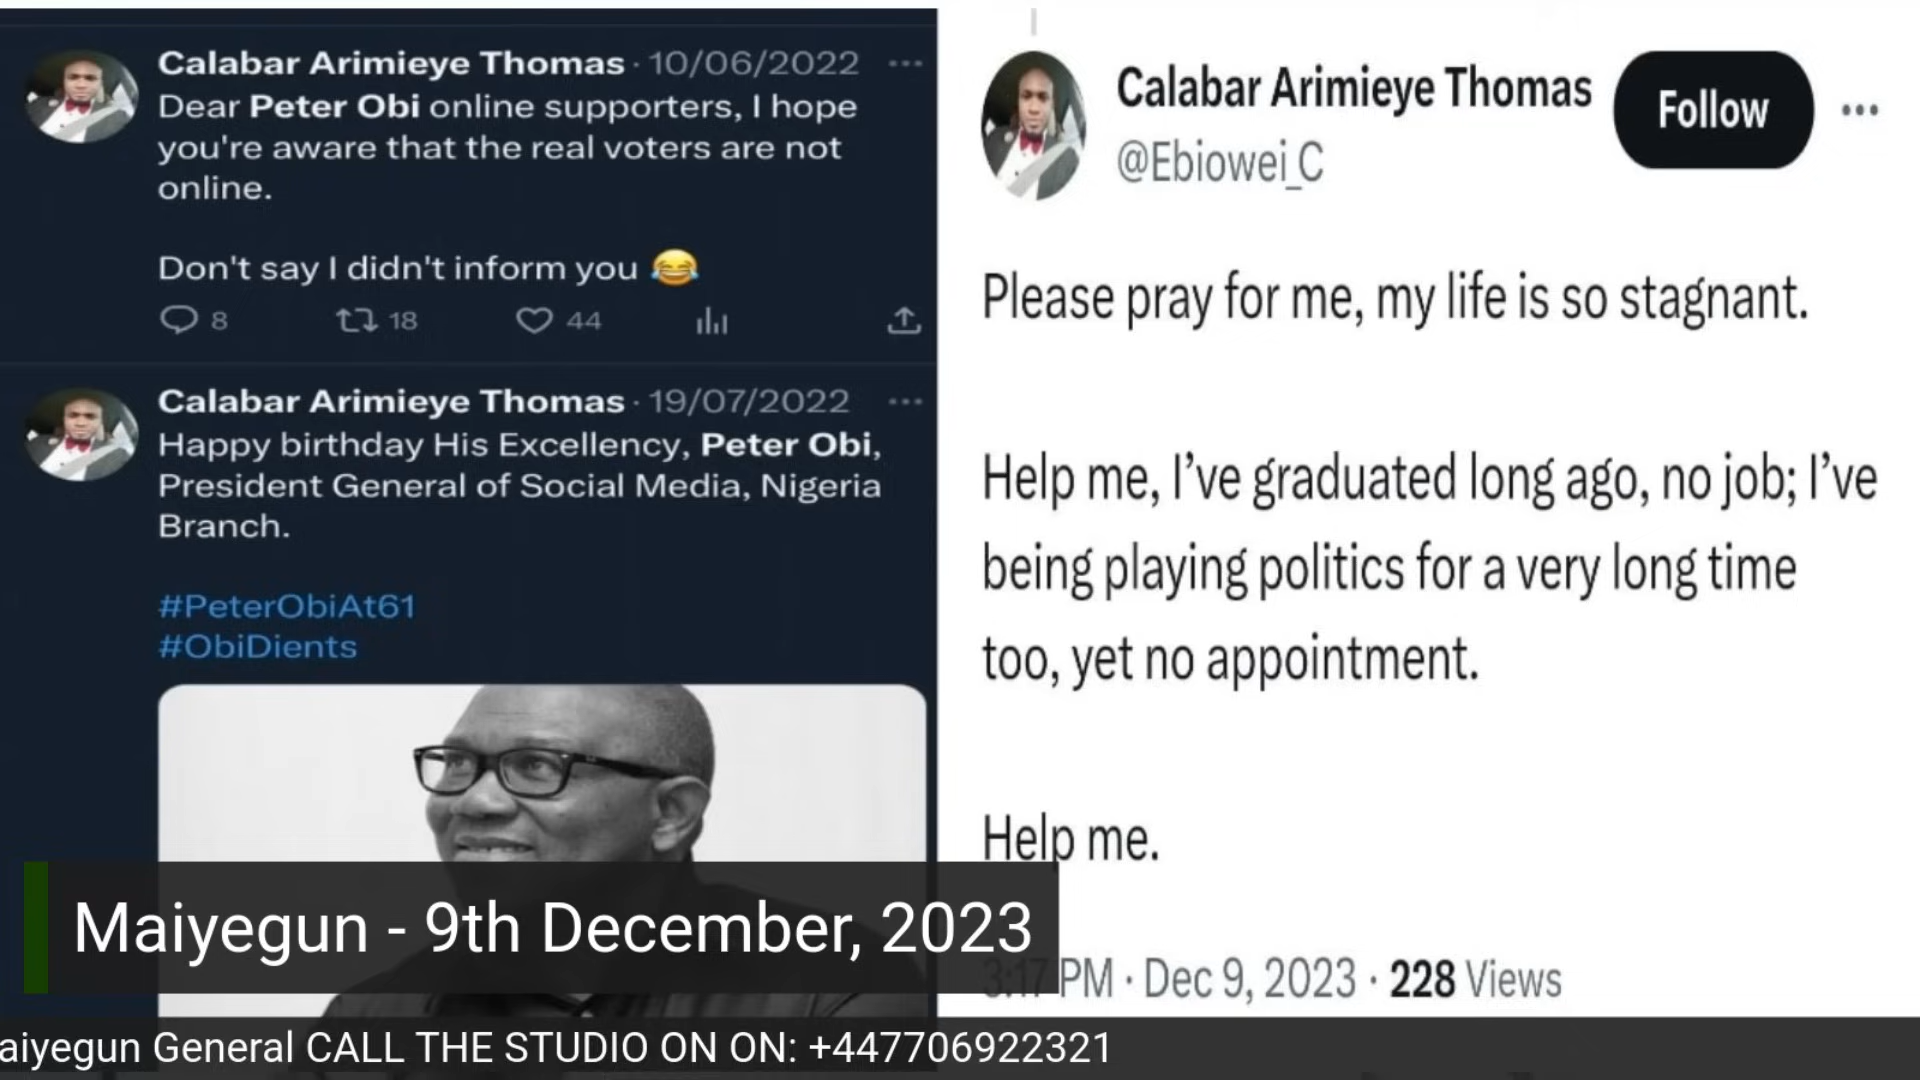 Calabar Arimieye Thomas · 10/06/2022 ...
Dear Peter Obi online supporters, I hope
you're aware that the real voters are not
online.
Don't say I didn't inform you 😂
8 18 44
Calabar Arimieye Thomas · 19/07/2022 ...
Happy birthday His Excellency, Peter Obi,
President General of Social Media, Nigeria
Branch.
#PeterObiAt61
#ObiDients
Calabar Arimieye Thomas
@Ebiowei_C
Follow ...
Please pray for me, my life is so stagnant.
Help me, I've graduated long ago, no job; I've
being playing politics for a very long time
too, yet no appointment.
Help me.
3:17 PM · Dec 9, 2023 · 228 Views
Maiyegun - 9th December, 2023
aiyegun General CALL THE STUDIO ON ON: +447706922321